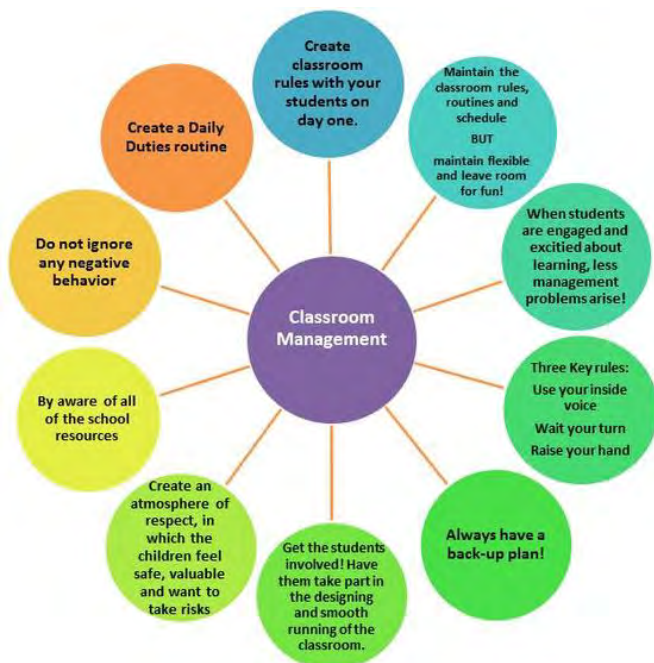 Create
classroom
rules with your
students on
day one.
Maintain the
classroom rules,
routines and
schedule
BUT
maintain flexible
and leave room
for fun!
When students
are engaged and
excitied about
learning, less
management
problems arise!
Three Key rules:
Use your inside
voice
Wait your turn
Raise your hand
Always have a
back-up plan!
Get the students
involved! Have
them take part in
the designing
and smooth
running of the
classroom.
Create an
atmosphere of
respect, in
which the
children feel
safe, valuable
and want to
take risks
By aware of all
of the school
resources
Do not ignore
any negative
behavior
Create a Daily
Duties routine
Classroom
Management